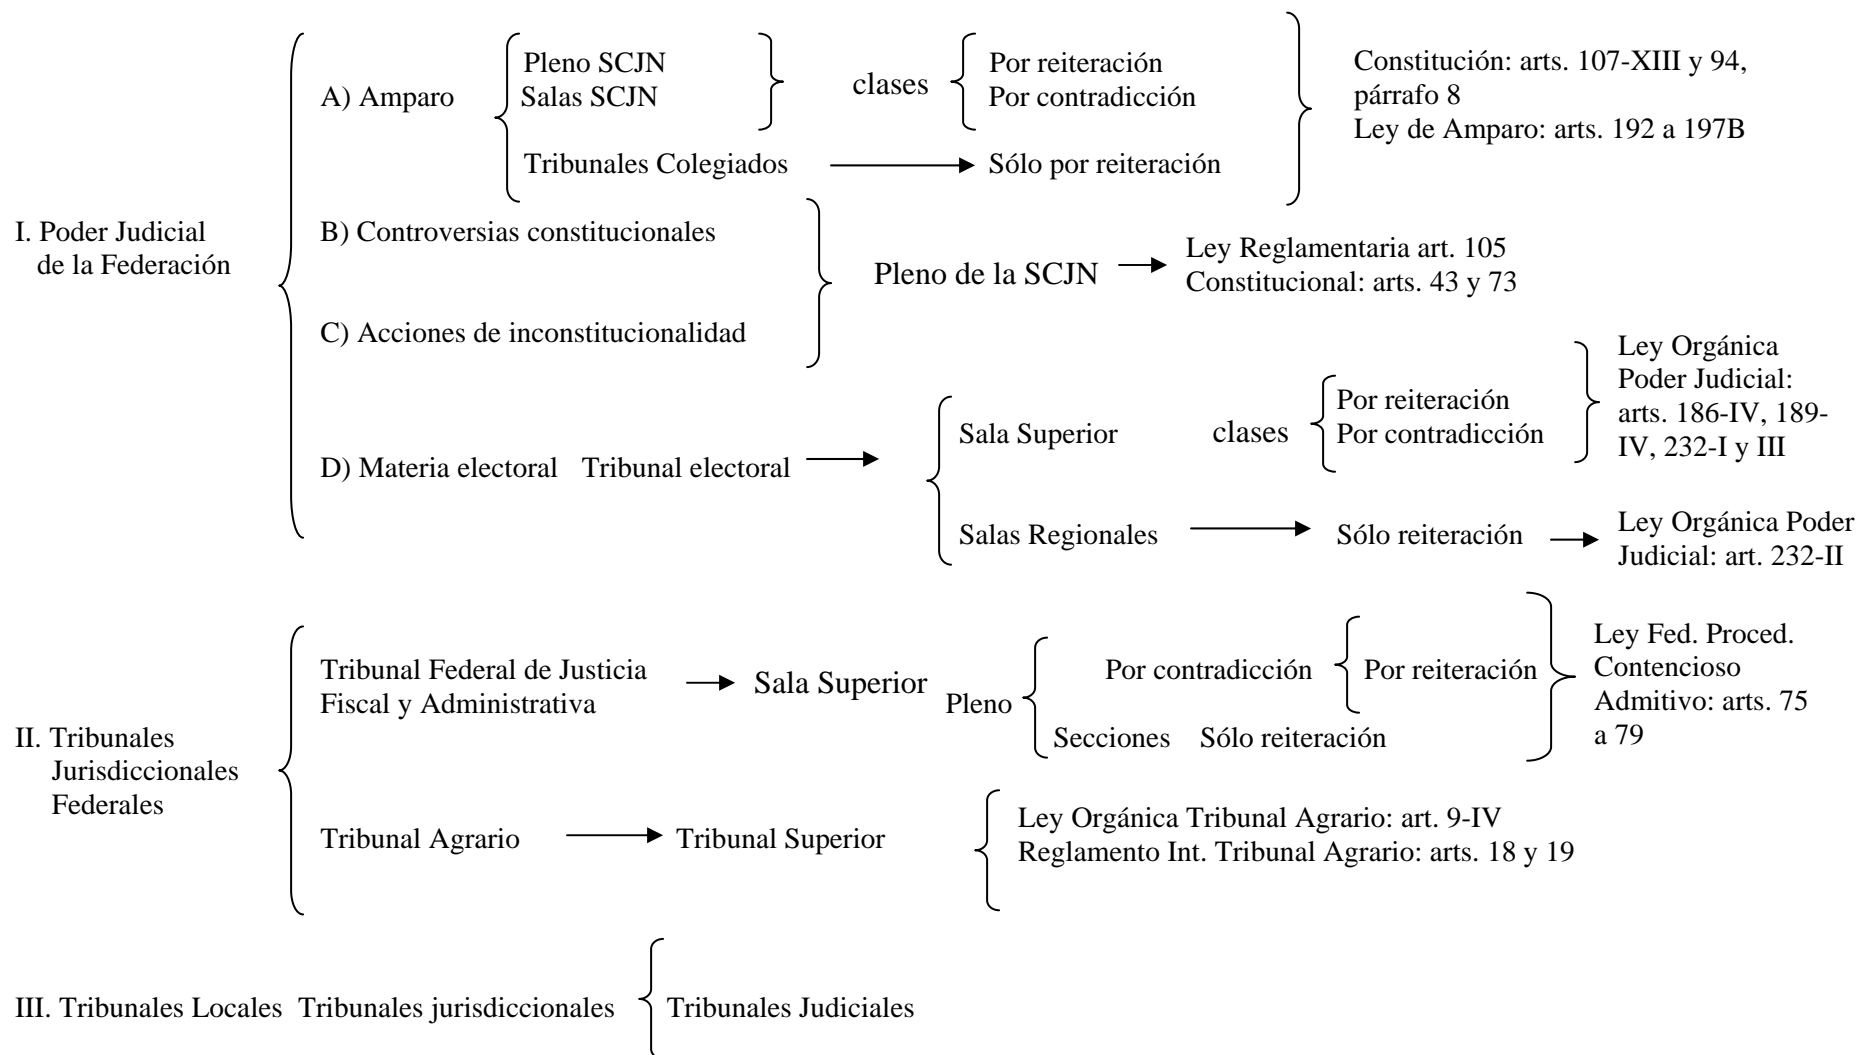 I. Poder Judicial
de la Federación
A) Amparo
Pleno SCJN
Salas SCJN
clases
Por reiteración
Por contradicción
Tribunales Colegiados
Sólo por reiteración
Constitución: arts. 107-XIII y 94,
párrafo 8
Ley de Amparo: arts. 192 a 197B
B) Controversias constitucionales
C) Acciones de inconstitucionalidad
Pleno de la SCJN
Ley Reglamentaria art. 105
Constitucional: arts. 43 y 73
D) Materia electoral Tribunal electoral
Sala Superior
clases
Por reiteración
Por contradicción
Ley Orgánica
Poder Judicial:
arts. 186-IV, 189-
IV, 232-I y III
Salas Regionales
Sólo reiteración
Ley Orgánica Poder
Judicial: art. 232-II
II. Tribunales
Jurisdiccionales
Federales
Tribunal Federal de Justicia
Fiscal y Administrativa
Sala Superior
Pleno
Por contradicción
Por reiteración
Secciones Sólo reiteración
Ley Fed. Proced.
Contencioso
Admitivo: arts. 75
a 79
Tribunal Agrario
Tribunal Superior
Ley Orgánica Tribunal Agrario: art. 9-IV
Reglamento Int. Tribunal Agrario: arts. 18 y 19
III. Tribunales Locales Tribunales jurisdiccionales
Tribunales Judiciales